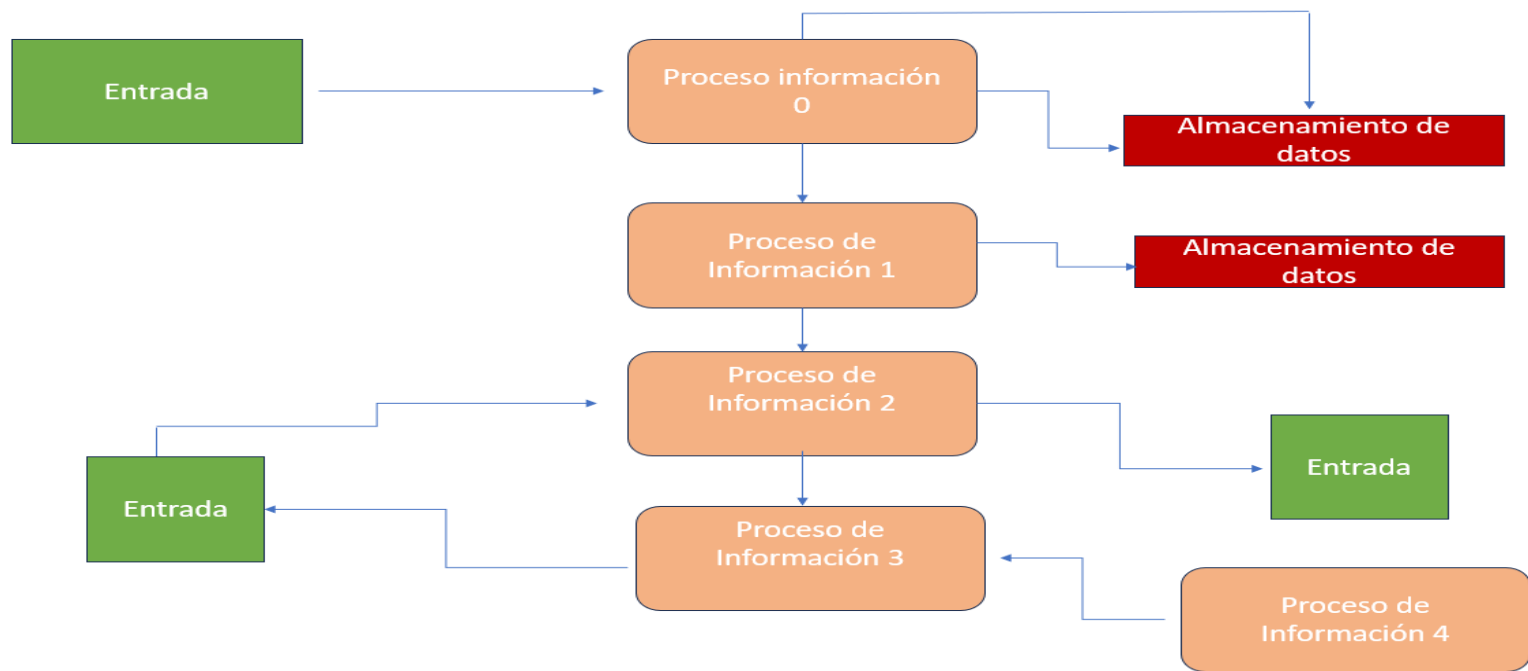 Entrada
Proceso información
0
Almacenamiento de
datos
Proceso de
Información 1
Almacenamiento de
datos
Proceso de
Información 2
Entrada
Entrada
Proceso de
Información 3
Proceso de
Información 4